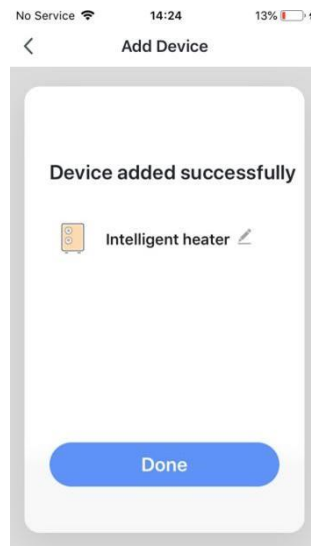 No Service 14:24 13%
Add Device
Device added successfully
Intelligent heater
Done